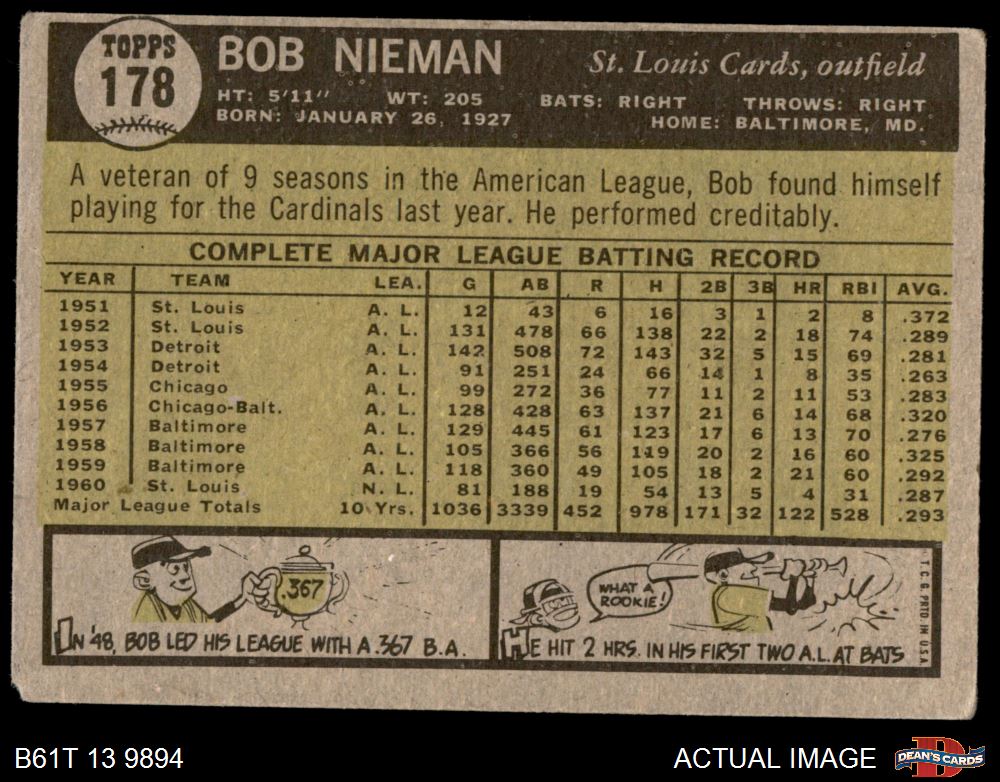 TOPPS
178
BOB NIEMAN
St. Louis Cards, outfield
HT: 5'11" WT: 205 BATS: RIGHT THROWS: RIGHT
BORN: JANUARY 26, 1927 HOME: BALTIMORE, MD.
A veteran of 9 seasons in the American League, Bob found himself
playing for the Cardinals last year. He performed creditably.
COMPLETE MAJOR LEAGUE BATTING RECORD
YEAR TEAM LEA. G AB R H 2B 3B HR RBI AVG.
1951 St. Louis A. L. 12 43 6 16 3 1 2 8 .372
1952 St. Louis A. L. 131 478 66 138 22 2 18 74 .289
1953 Detroit A. L. 142 508 72 143 32 5 15 69 .281
1954 Detroit A. L. 91 251 24 66 14 1 8 35 .263
1955 Chicago A. L. 99 272 36 77 11 2 11 53 .283
1956 Chicago-Balt. A. L. 128 428 63 137 21 6 14 68 .320
1957 Baltimore A. L. 129 445 61 123 17 6 13 70 .276
1958 Baltimore A. L. 105 366 56 119 20 2 16 60 .325
1959 Baltimore A. L. 118 360 49 105 18 2 21 60 .292
1960 St. Louis N. L. 81 188 19 54 13 5 4 31 .287
Major League Totals 10 Yrs. 1036 3339 452 978 171 32 122 528 .293
.367
IN '48, BOB LED HIS LEAGUE WITH A .367 B.A.
WHAT A
ROOKIE!
HE HIT 2 HRS. IN HIS FIRST TWO A.L. AT BATS
T.C.G. PRTD. IN U.S.A.
B61T 13 9894
ACTUAL IMAGE
D
DEAN'S CARDS